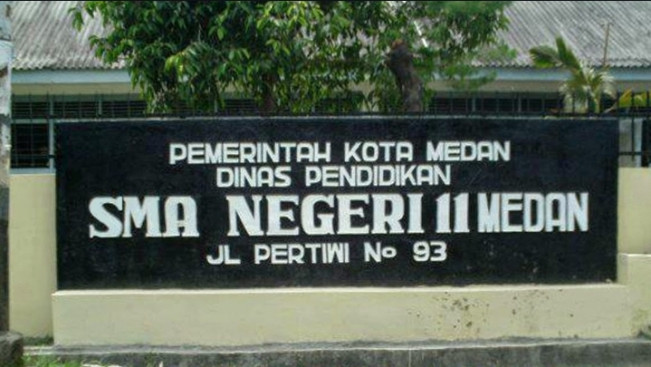 PEMERINTAH KOTA MEDAN
DINAS PENDIDIKAN
SMA NEGERI 11 MEDAN
JL PERTIWI No 93